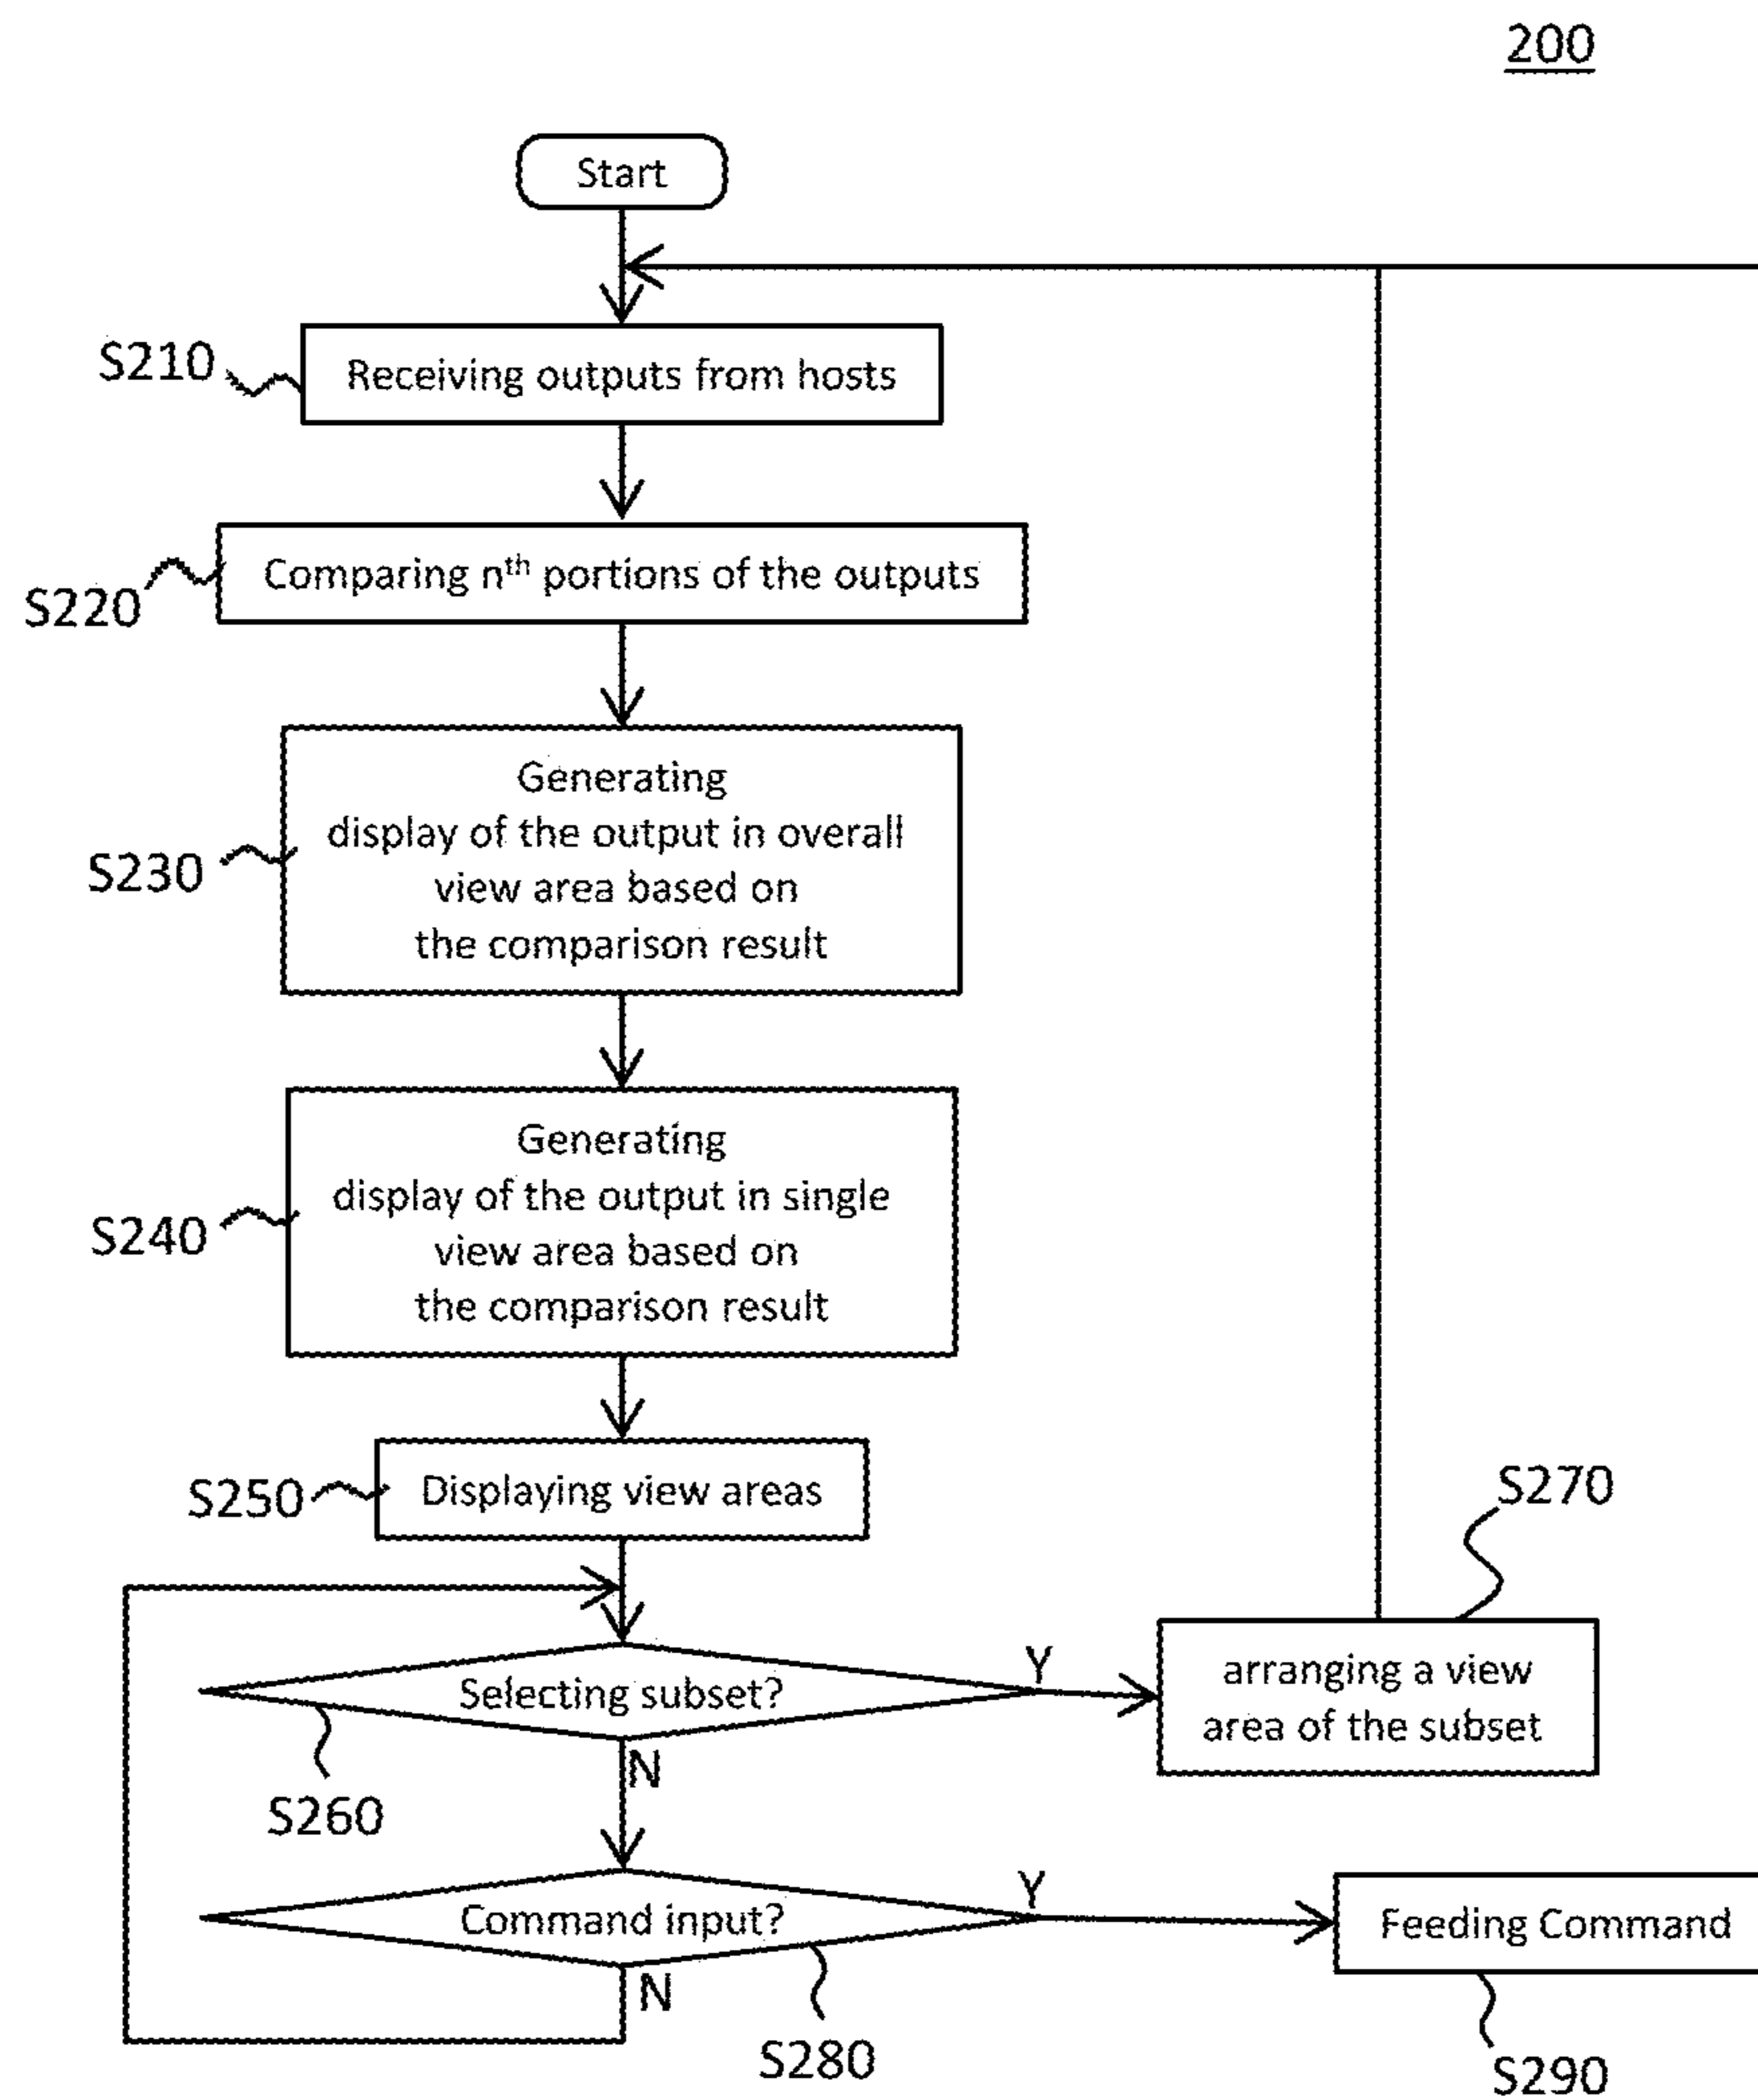 200
Start
S210
Receiving outputs from hosts
S220
Comparing nth portions of the outputs
S230
Generating
display of the output in overall
view area based on
the comparison result
S240
Generating
display of the output in single
view area based on
the comparison result
S250
Displaying view areas
S270
Selecting subset?
Y
arranging a view
area of the subset
S260
N
Command input?
Y
Feeding Command
N
S280
S290